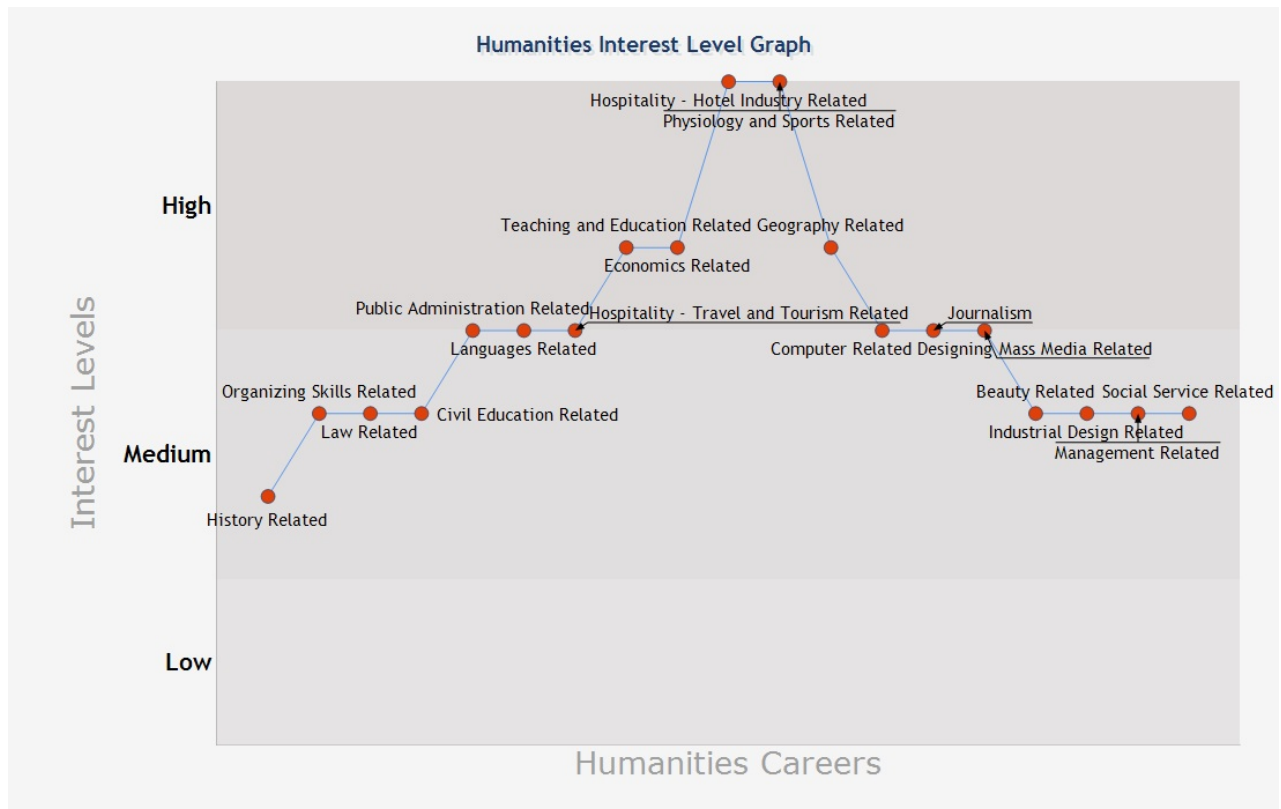 Humanities Interest Level Graph
Hospitality - Hotel Industry Related
Physiology and Sports Related
High
Teaching and Education Related
Geography Related
Economics Related
Public Administration Related
Hospitality - Travel and Tourism Related
Journalism
Languages Related
Computer Related
Designing
Mass Media Related
Organizing Skills Related
Beauty Related
Social Service Related
Civil Education Related
Law Related
Industrial Design Related
Medium
Management Related
History Related
Low
Interest Levels
Humanities Careers